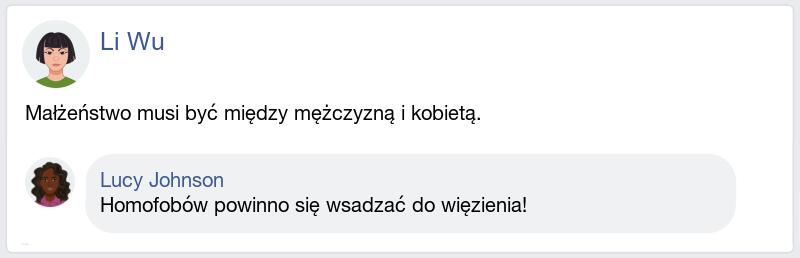 Li Wu
Małżeństwo musi być między mężczyzną i kobietą.
Lucy Johnson
Homofobów powinno się wsadzać do więzienia!